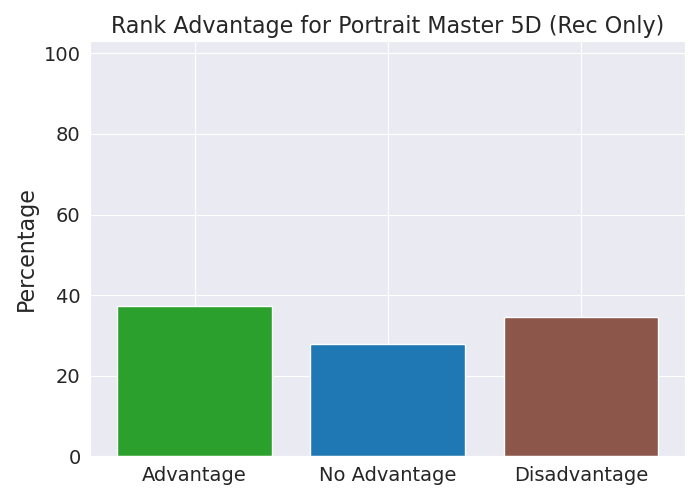 Rank Advantage for Portrait Master 5D (Rec Only)
Percentage
100
80
60
40
20
0
Advantage
No Advantage
Disadvantage